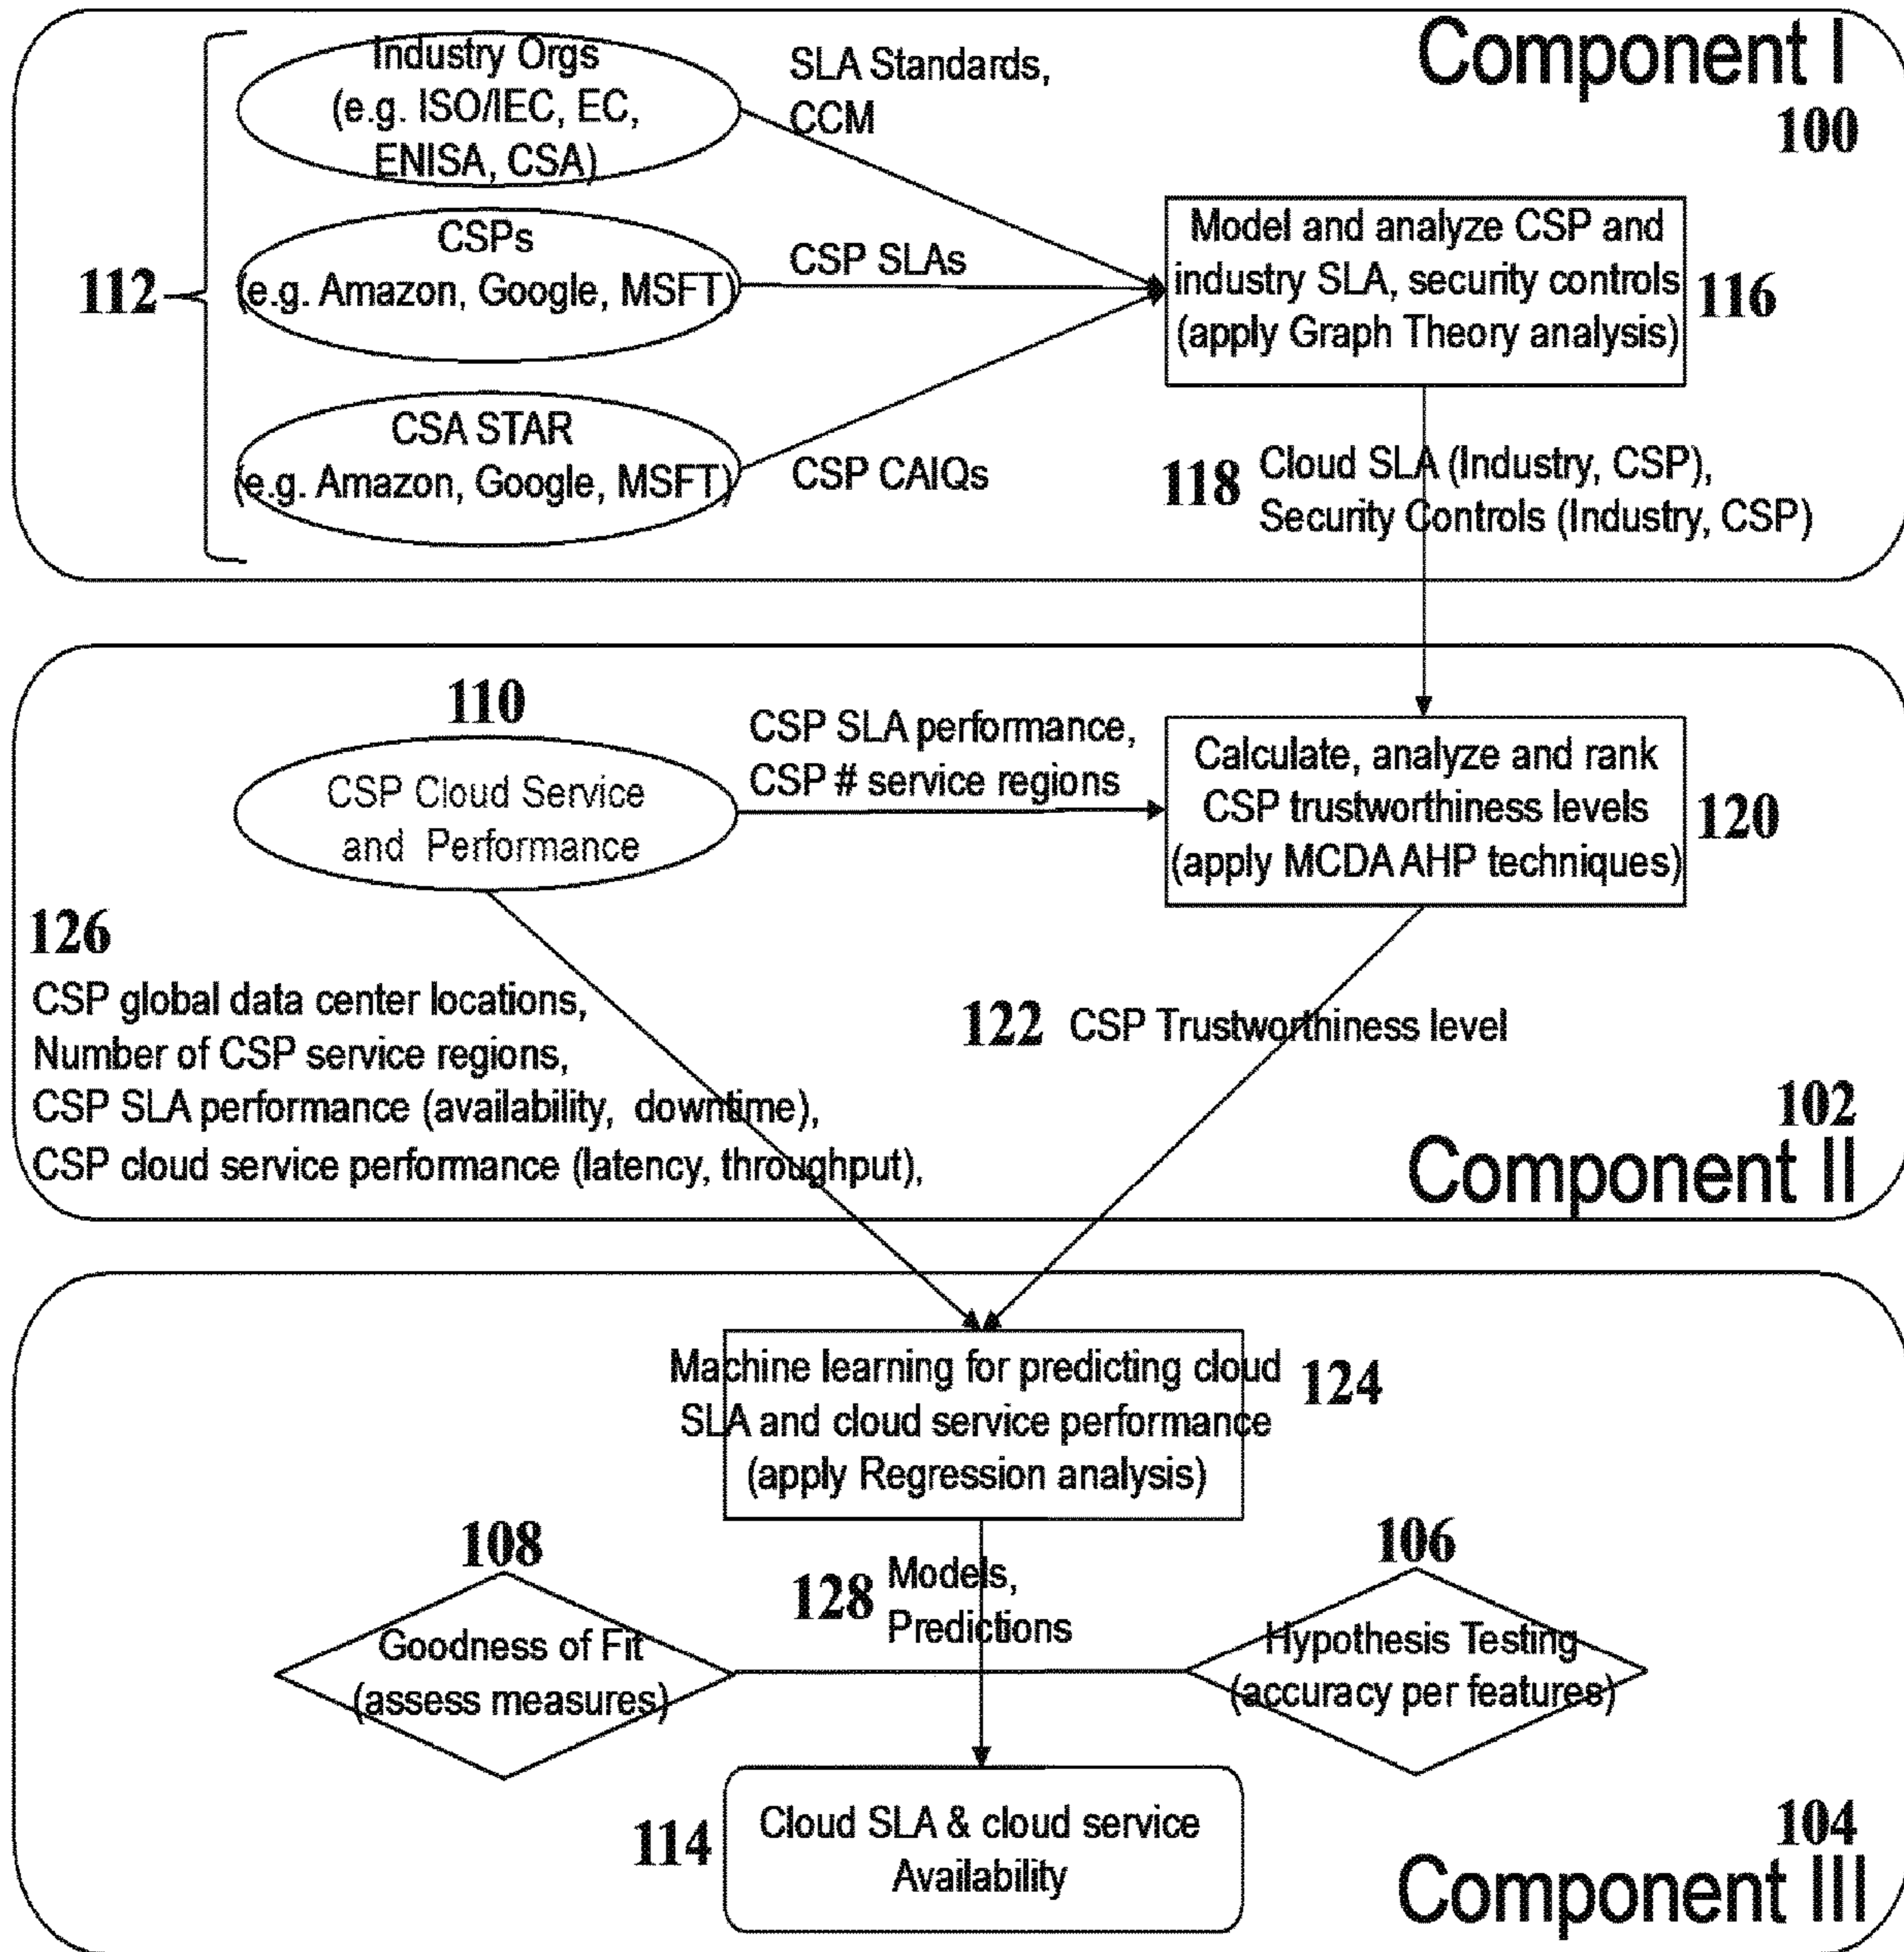 Component I
100
Industry Orgs
(e.g. ISO/IEC, EC,
ENISA, CSA)
SLA Standards,
CCM
112
CSPs
(e.g. Amazon, Google, MSFT)
CSP SLAs
Model and analyze CSP and
industry SLA, security controls
(apply Graph Theory analysis)
116
CSA STAR
(e.g. Amazon, Google, MSFT)
CSP CAIQs
118
Cloud SLA (Industry, CSP),
Security Controls (Industry, CSP)
110
CSP Cloud Service
and Performance
CSP SLA performance,
CSP # service regions
Calculate, analyze and rank
CSP trustworthiness levels
(apply MCDA AHP techniques)
120
126
CSP global data center locations,
Number of CSP service regions,
CSP SLA performance (availability, downtime),
CSP cloud service performance (latency, throughput),
122 CSP Trustworthiness level
102
Component II
Machine learning for predicting cloud
SLA and cloud service performance
(apply Regression analysis)
124
108
Goodness of Fit
(assess measures)
128
Models,
Predictions
106
Hypothesis Testing
(accuracy per features)
114
Cloud SLA & cloud service
Availability
104
Component III